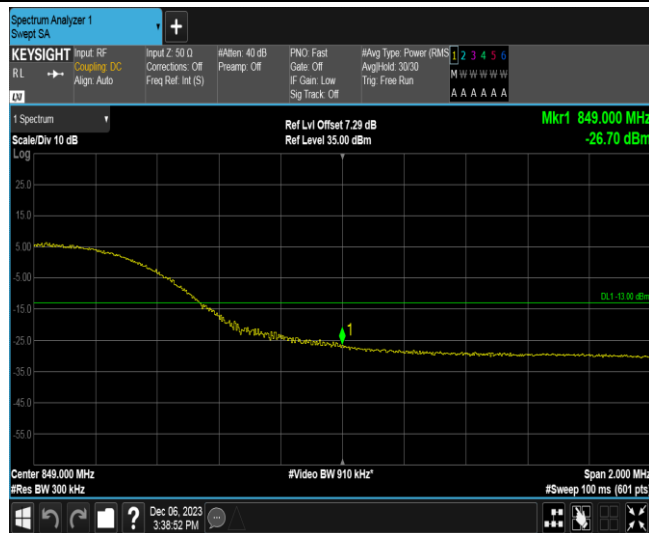 Spectrum Analyzer 1
Swept SA
+
KEYSIGHT Input: RF Input Z: 50 Ω #Atten: 40 dB PNO: Fast #Avg Type: Power (RMS 1 2 3 4 5 6
RL Coupling: DC Corrections: Off Preamp: Off Gate: Off Avg|Hold: 30/30 M W W W W W
Align: Auto Freq Ref: Int (S) IF Gain: Low Trig: Free Run
Sig Track: Off A A A A A A
1 Spectrum Ref Lvl Offset 7.29 dB Mkr1 849.000 MHz
Scale/Div 10 dB Ref Level 35.00 dBm -26.70 dBm
Log
25.0
15.0
5.00
-5.00
DL1 -13.00 dBm
-15.0
1
-25.0
-35.0
-45.0
-55.0
Center 849.000 MHz #Video BW 910 kHz* Span 2.000 MHz
#Res BW 300 kHz #Sweep 100 ms (601 pts)
? Dec 06, 2023
3:38:52 PM